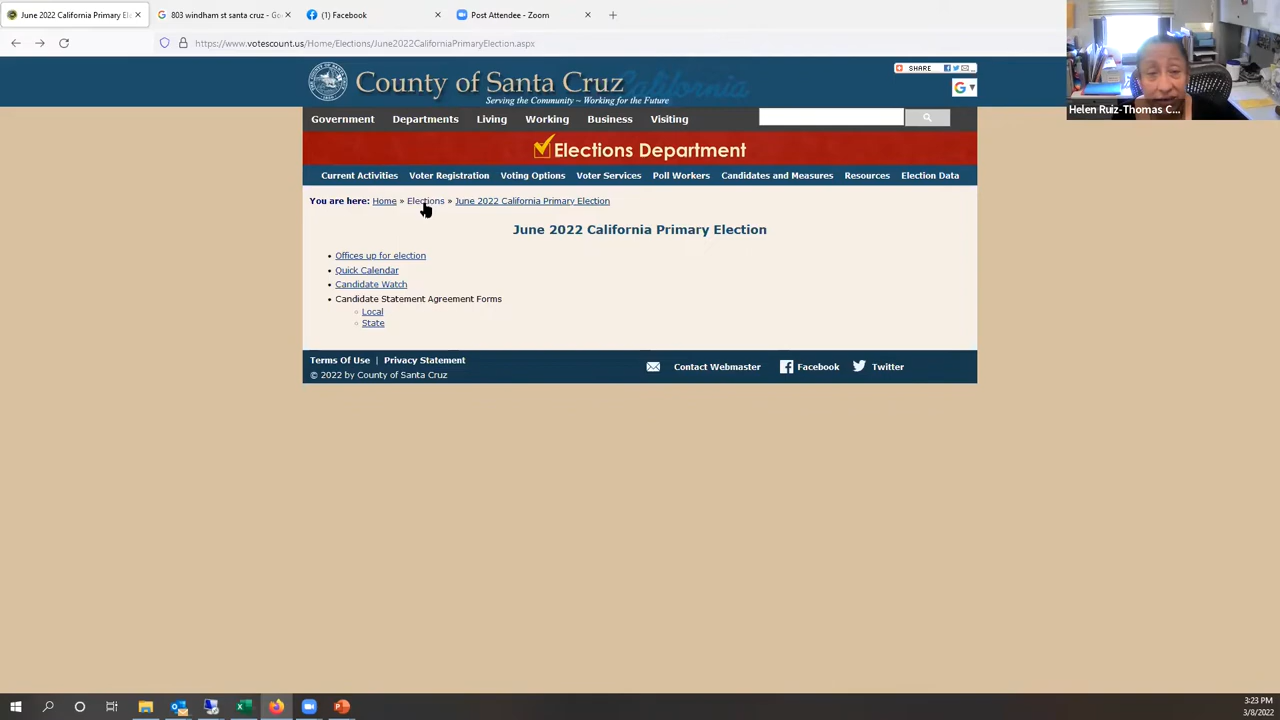 June 2022 California Primary El
803 windham st santa cruz - Go
(1) Facebook
Post Attendee - Zoom
https://www.votescount.us/Home/Elections/June2022CaliforniaPrimaryElection.aspx
County of Santa Cruz
California
Serving the Community ~ Working for the Future
SHARE
Government Departments Living Working Business Visiting
Elections Department
Current Activities Voter Registration Voting Options Voter Services Poll Workers Candidates and Measures Resources Election Data
You are here: Home » Elections » June 2022 California Primary Election
June 2022 California Primary Election
• Offices up for election
• Quick Calendar
• Candidate Watch
• Candidate Statement Agreement Forms
Local
State
Terms Of Use | Privacy Statement
© 2022 by County of Santa Cruz
Contact Webmaster Facebook Twitter
Helen Ruiz-Thomas C...
3:23 PM
3/8/2022